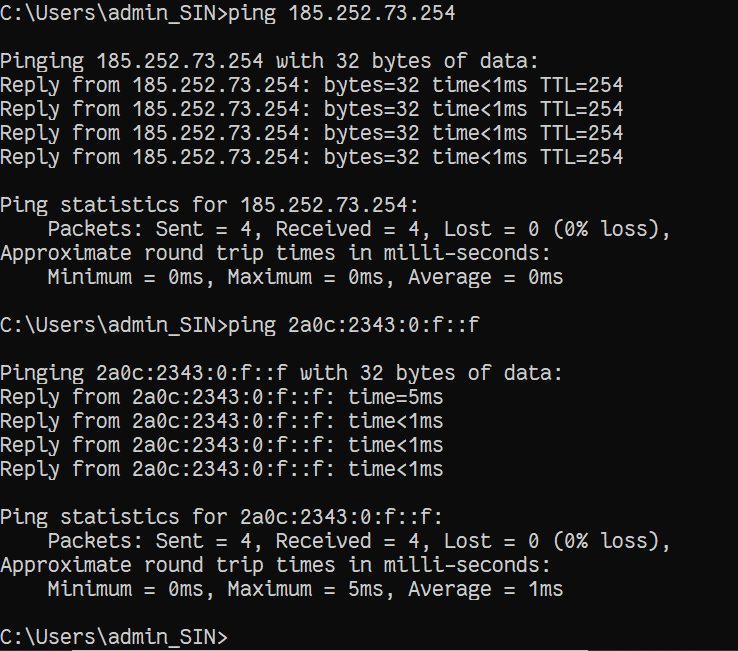 C:\Users\admin_SIN>ping 185.252.73.254
Pinging 185.252.73.254 with 32 bytes of data:
Reply from 185.252.73.254: bytes=32 time<1ms TTL=254
Reply from 185.252.73.254: bytes=32 time<1ms TTL=254
Reply from 185.252.73.254: bytes=32 time<1ms TTL=254
Reply from 185.252.73.254: bytes=32 time<1ms TTL=254
Ping statistics for 185.252.73.254:
    Packets: Sent = 4, Received = 4, Lost = 0 (0% loss),
Approximate round trip times in milli-seconds:
    Minimum = 0ms, Maximum = 0ms, Average = 0ms
C:\Users\admin_SIN>ping 2a0c:2343:0:f::f
Pinging 2a0c:2343:0:f::f with 32 bytes of data:
Reply from 2a0c:2343:0:f::f: time=5ms
Reply from 2a0c:2343:0:f::f: time<1ms
Reply from 2a0c:2343:0:f::f: time<1ms
Reply from 2a0c:2343:0:f::f: time<1ms
Ping statistics for 2a0c:2343:0:f::f:
    Packets: Sent = 4, Received = 4, Lost = 0 (0% loss),
Approximate round trip times in milli-seconds:
    Minimum = 0ms, Maximum = 5ms, Average = 1ms
C:\Users\admin_SIN>